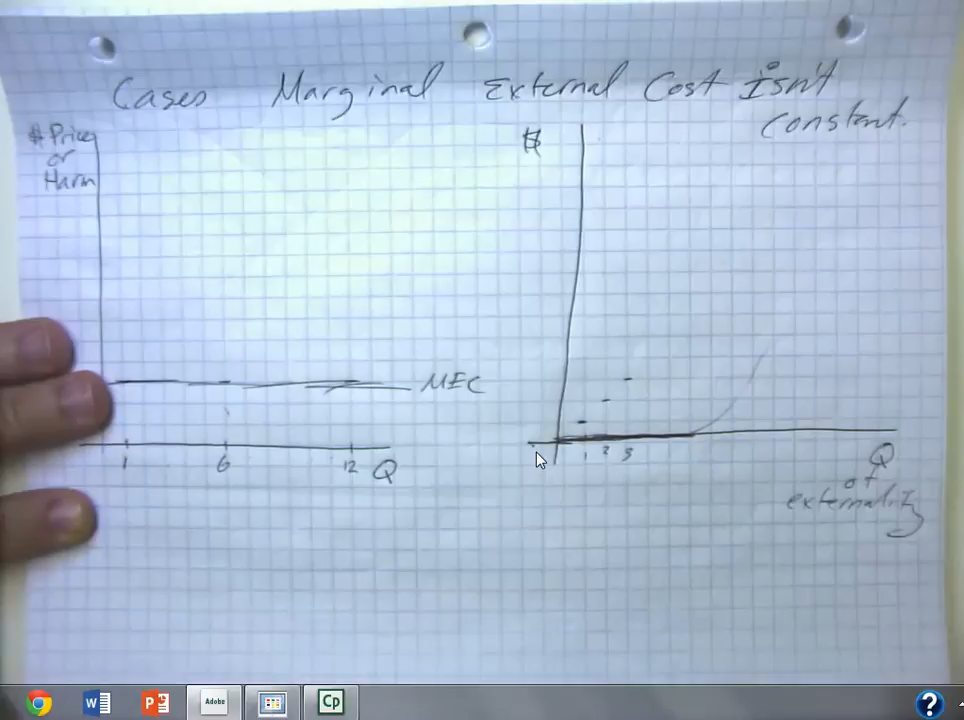 Cases Marginal External Cost Isn't
constant.
$ Price
or
Harm
$
MEC
1 6 12 Q
1 2 3
Q
of
externality
W
P
Adobe
Cp
?